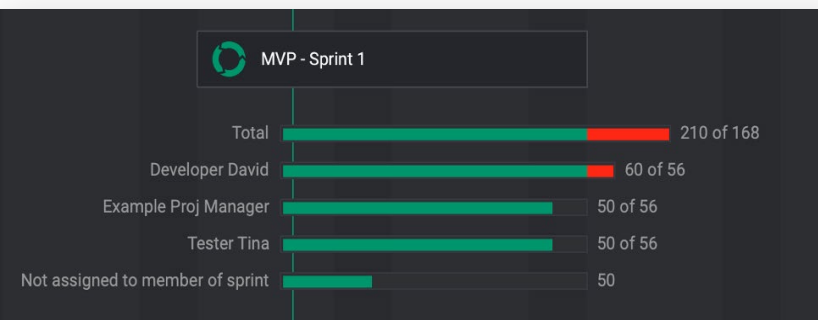 MVP - Sprint 1
Total 210 of 168
Developer David 60 of 56
Example Proj Manager 50 of 56
Tester Tina 50 of 56
Not assigned to member of sprint 50